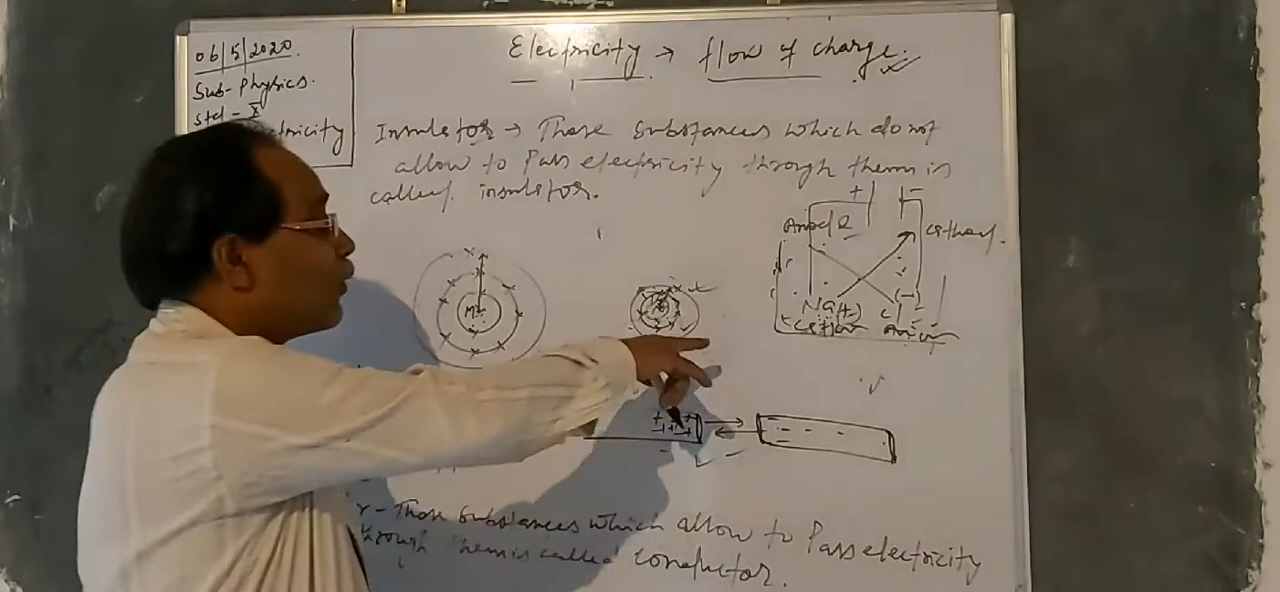 06/5/2020.
Sub- Physics.
Std - X
tricity
Electricity → flow of charge.
Insulator → Those substances which do not
allow to Pass electricity through them is
called insulator.
+ -
Anode
Cathod.
Na(+) Cl (-)
Cation Anion
r - Those substances which allow to Pass electricity
through them is called conductor.